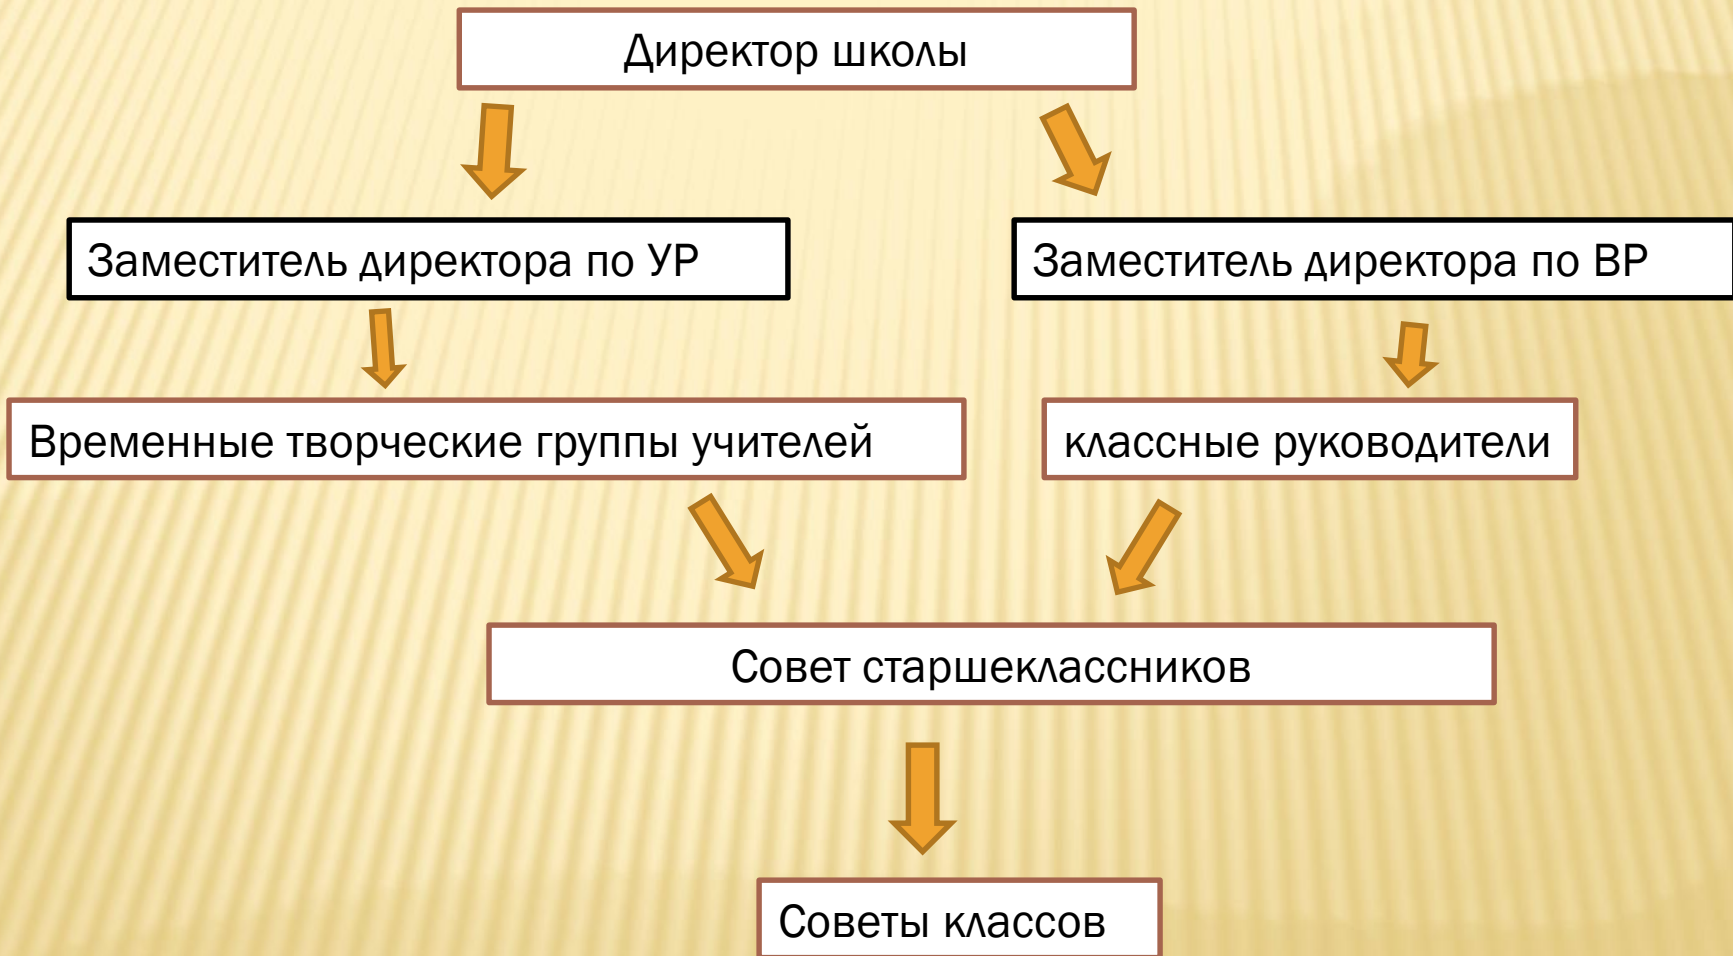 Директор школы
Заместитель директора по УР
Заместитель директора по ВР
Временные творческие группы учителей
классные руководители
Совет старшеклассников
Советы классов